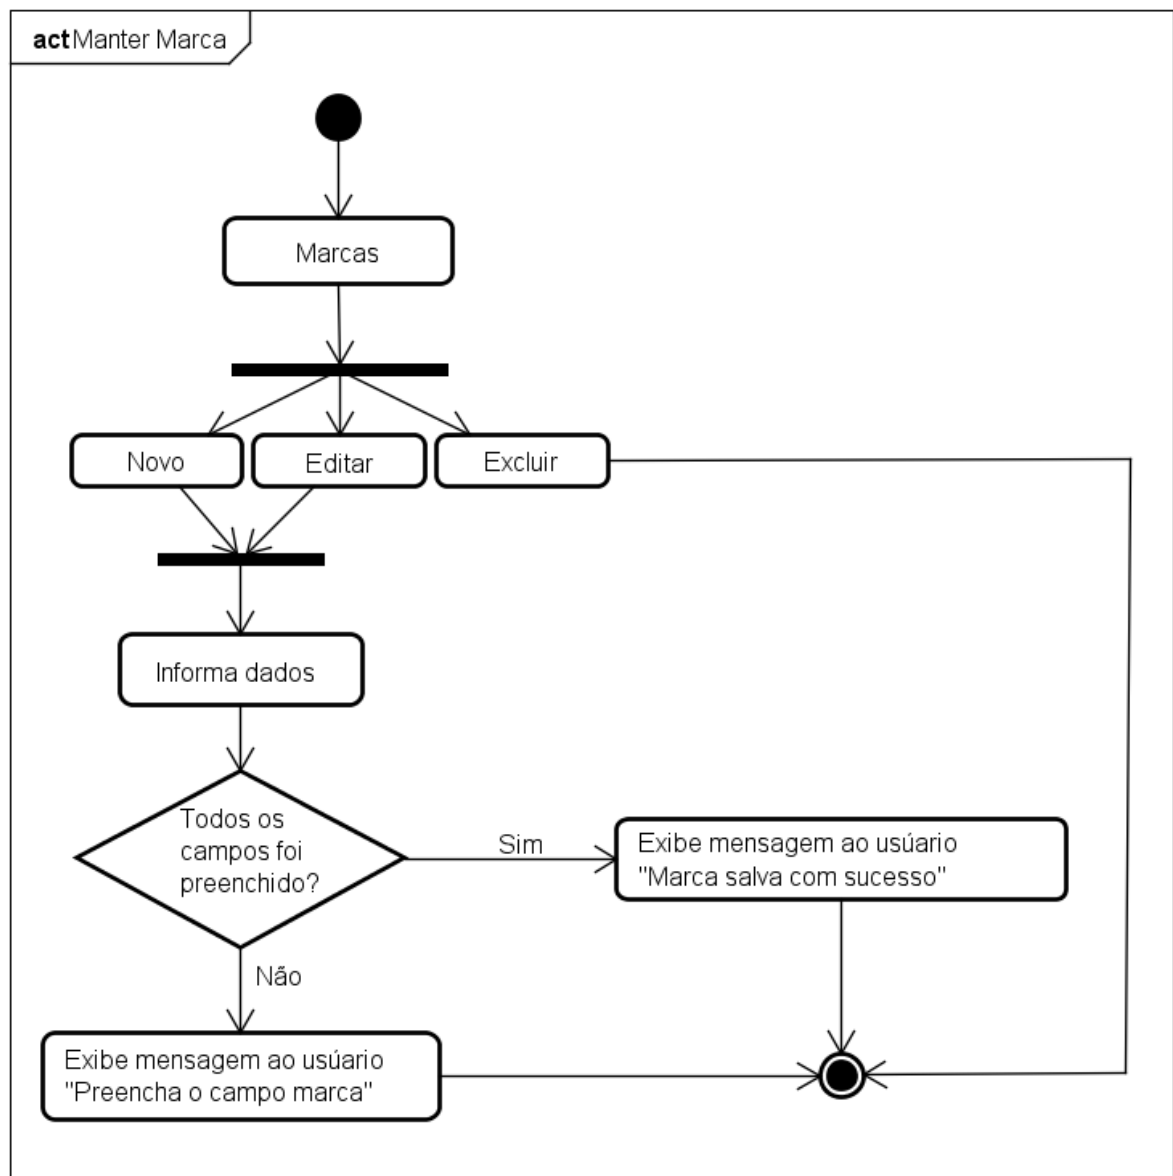 act Manter Marca
Marcas
Novo
Editar
Excluir
Informa dados
Todos os
campos foi
preenchido?
Sim
Exibe mensagem ao usúario
"Marca salva com sucesso"
Não
Exibe mensagem ao usúario
"Preencha o campo marca"